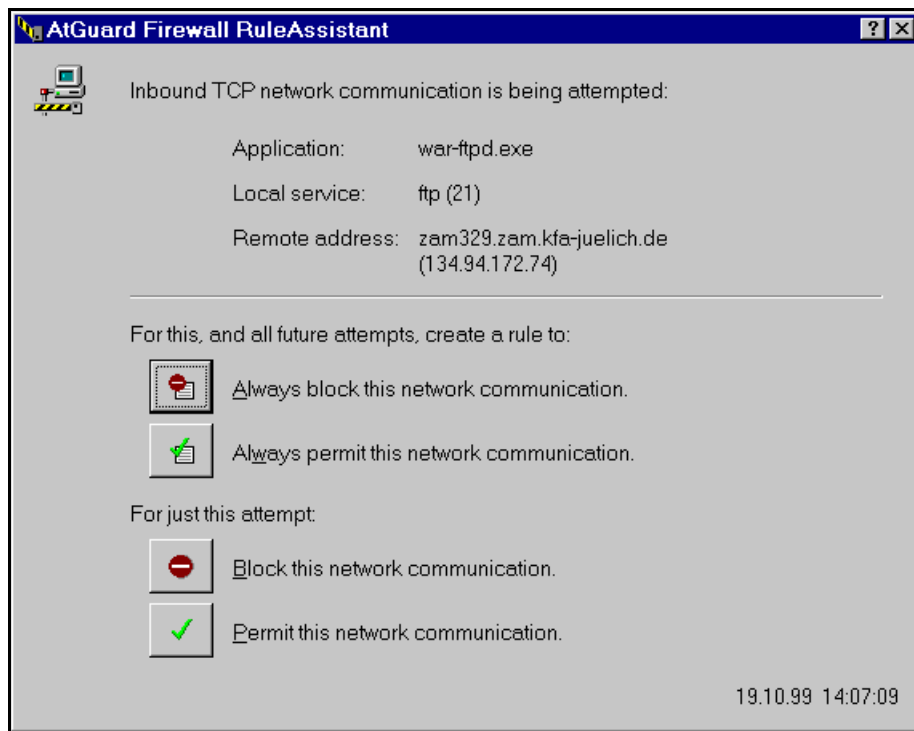 AtGuard Firewall RuleAssistant
Inbound TCP network communication is being attempted:
Application: war-ftpd.exe
Local service: ftp (21)
Remote address: zam329.zam.kfa-juelich.de
(134.94.172.74)
For this, and all future attempts, create a rule to:
Always block this network communication.
Always permit this network communication.
For just this attempt:
Block this network communication.
Permit this network communication.
19.10.99 14:07:09